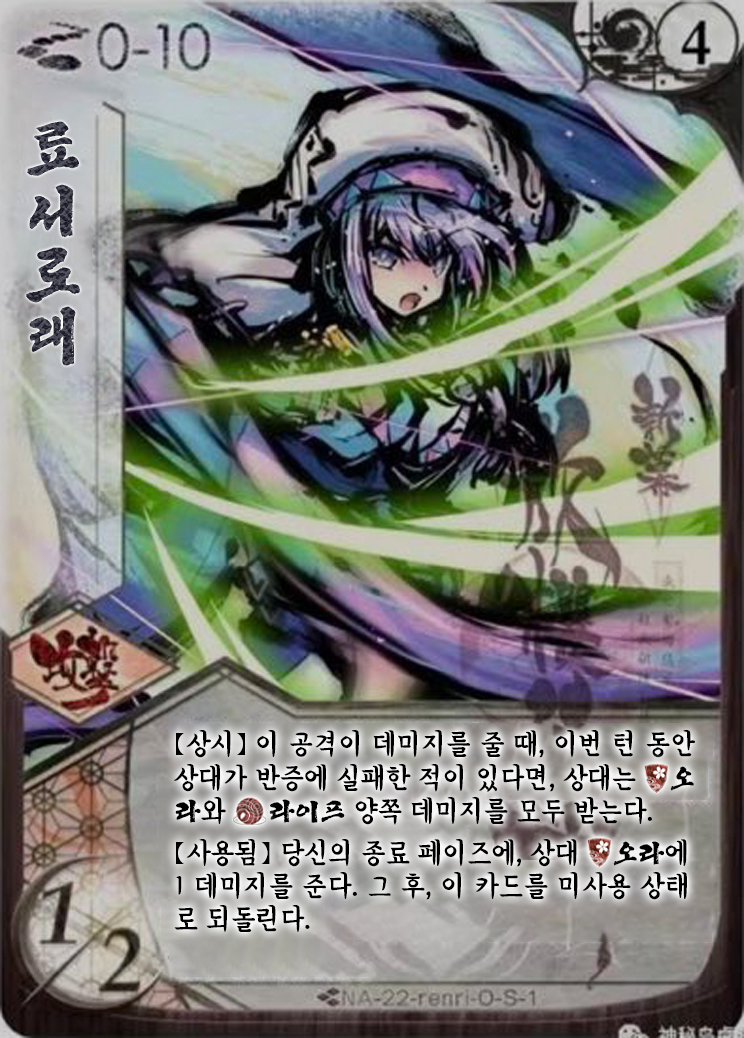 0-10
4
료시로래
新幕
攻撃
【상시】이 공격이 데미지를 줄 때, 이번 턴 동안
상대가 반증에 실패한 적이 있다면, 상대는 오
라와 라이프 양쪽 데미지를 모두 받는다.
【사용됨】당신의 종료 페이즈에, 상대 오라에
1 데미지를 준다. 그 후, 이 카드를 미사용 상태
로 되돌린다.
1/2
NA-22-renri-O-S-1